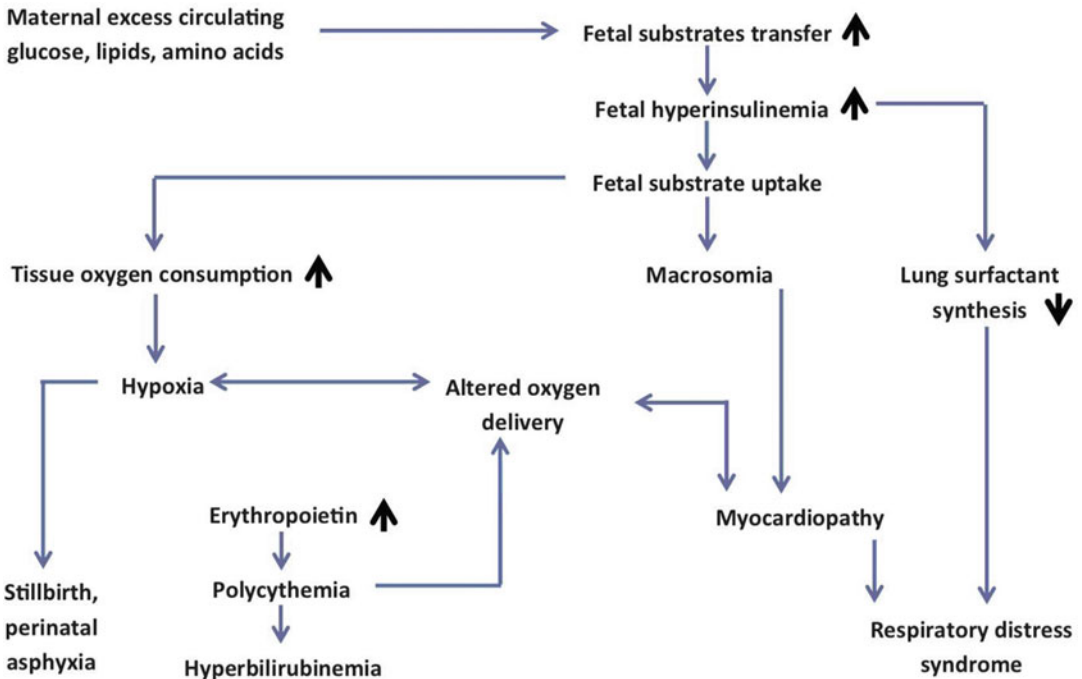 Maternal excess circulating
glucose, lipids, amino acids
Fetal substrates transfer
Fetal hyperinsulinemia
Fetal substrate uptake
Tissue oxygen consumption
Macrosomia
Lung surfactant
synthesis
Hypoxia
Altered oxygen
delivery
Erythropoietin
Myocardiopathy
Polycythemia
Stillbirth,
perinatal
asphyxia
Hyperbilirubinemia
Respiratory distress
syndrome